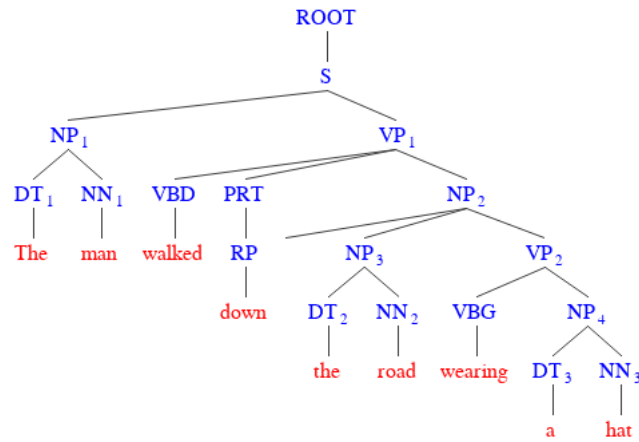 ROOT
S
NP1 VP1
DT1 NN1 VBD PRT NP2
The man walked RP NP3 VP2
down DT2 NN2 VBG NP4
the road wearing DT3 NN3
a hat